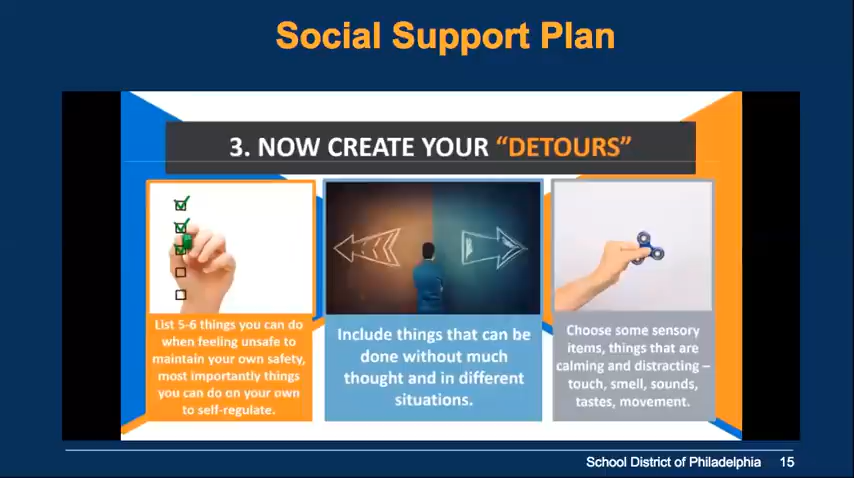 Social Support Plan
3. NOW CREATE YOUR “DETOURS”
List 5-6 things you can do
when feeling unsafe to
maintain your own safety,
most importantly things
you can do on your own
to self-regulate.
Include things that can be
done without much
thought and in different
situations.
Choose some sensory
items, things that are
calming and distracting –
touch, smell, sounds,
tastes, movement.
School District of Philadelphia 15